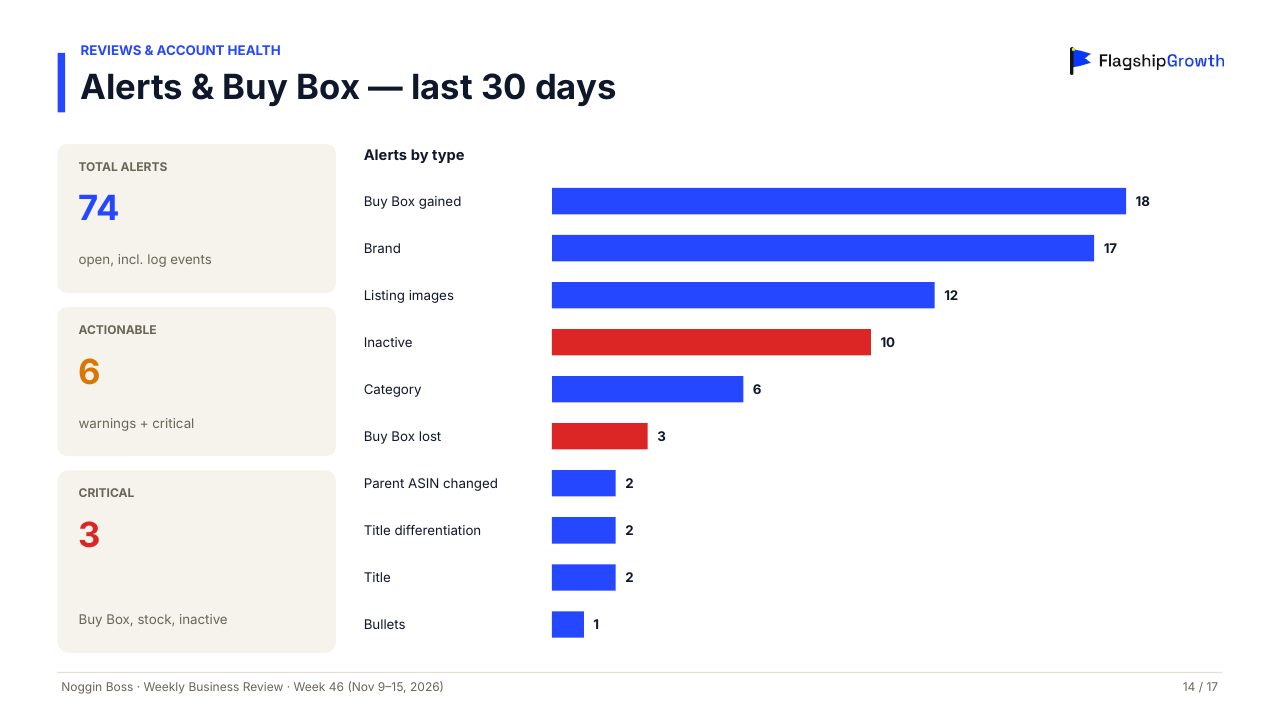 REVIEWS & ACCOUNT HEALTH
Alerts & Buy Box — last 30 days
FlagshipGrowth
TOTAL ALERTS
74
open, incl. log events
ACTIONABLE
6
warnings + critical
CRITICAL
3
Buy Box, stock, inactive
Alerts by type
Buy Box gained 18
Brand 17
Listing images 12
Inactive 10
Category 6
Buy Box lost 3
Parent ASIN changed 2
Title differentiation 2
Title 2
Bullets 1
Noggin Boss · Weekly Business Review · Week 46 (Nov 9–15, 2026)
14 / 17